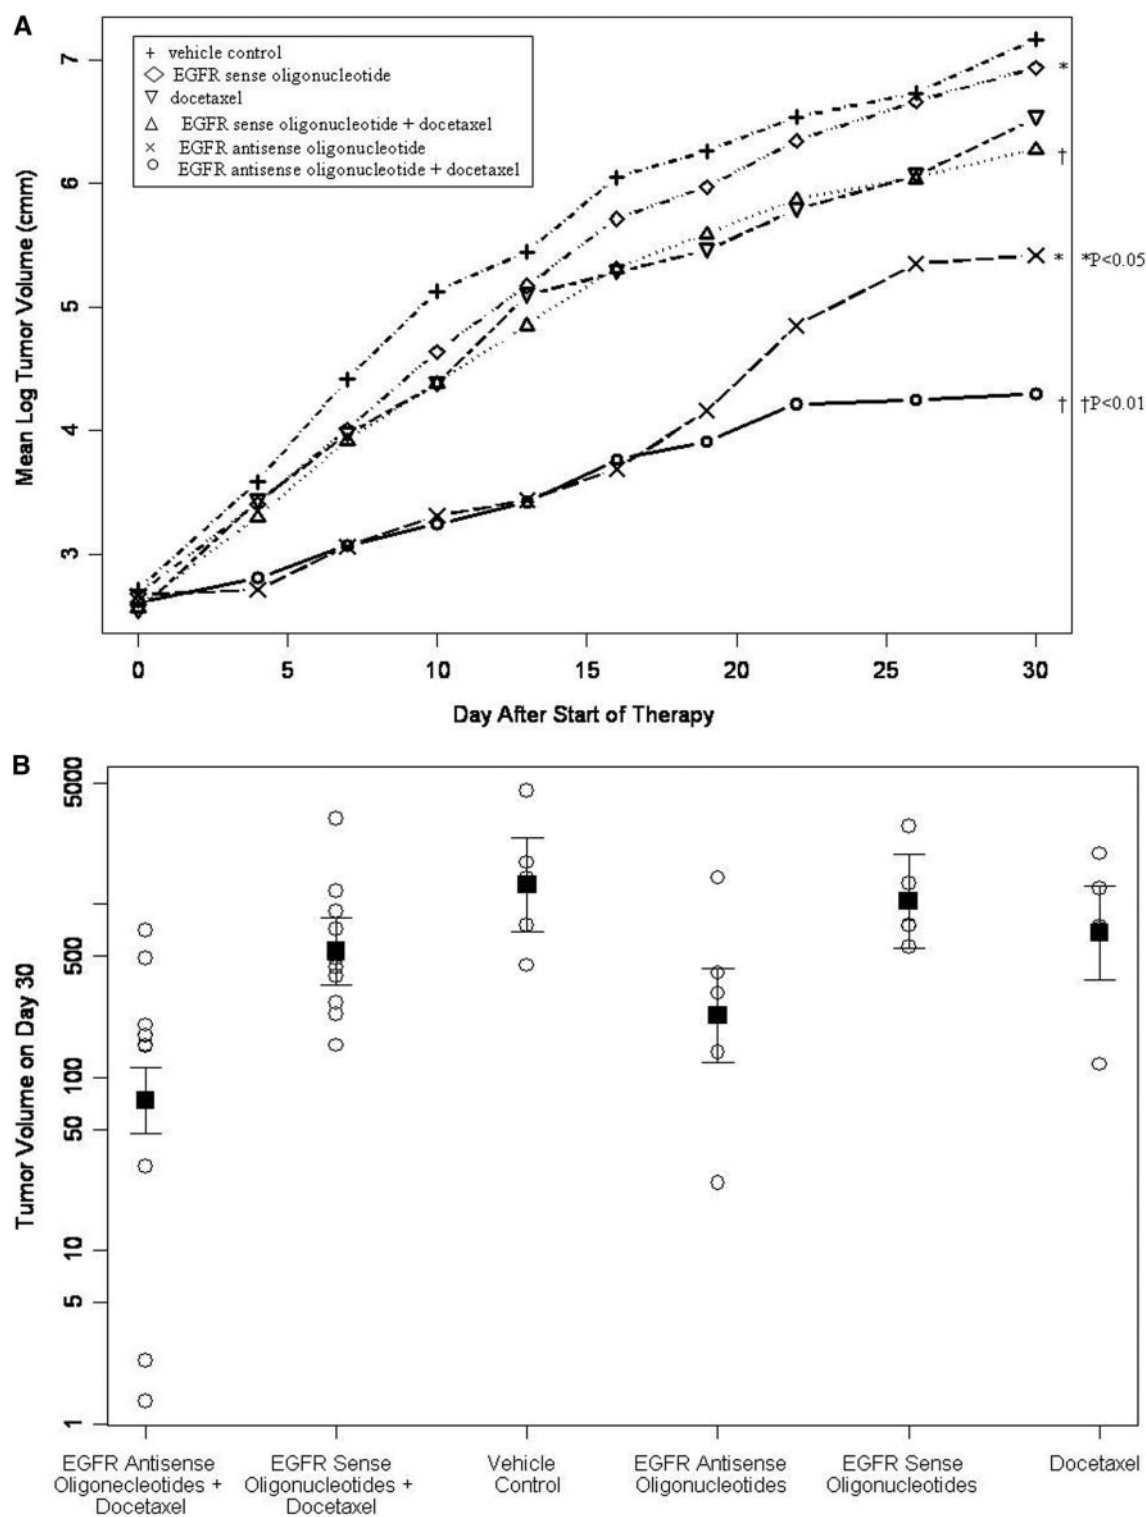 A
vehicle control
EGFR sense oligonucleotide
docetaxel
EGFR sense oligonucleotide + docetaxel
EGFR antisense oligonucleotide
EGFR antisense oligonucleotide + docetaxel
7
6
5
4
3
Mean Log Tumor Volume (cmm)
*
†
* *P<0.05
† †P<0.01
0 5 10 15 20 25 30
Day After Start of Therapy
B
5000
500
100
50
10
5
1
Tumor Volume on Day 30
EGFR Antisense
Oligonecleotides +
Docetaxel
EGFR Sense
Oligonucleotides +
Docetaxel
Vehicle
Control
EGFR Antisense
Oligonucleotides
EGFR Sense
Oligonucleotides
Docetaxel